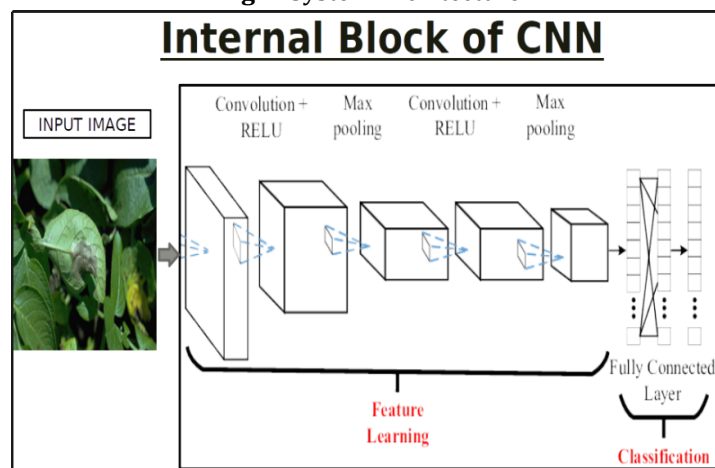 Internal Block of CNN
INPUT IMAGE
Convolution +
RELU
Max
pooling
Convolution +
RELU
Max
pooling
Fully Connected
Layer
Feature
Learning
Classification